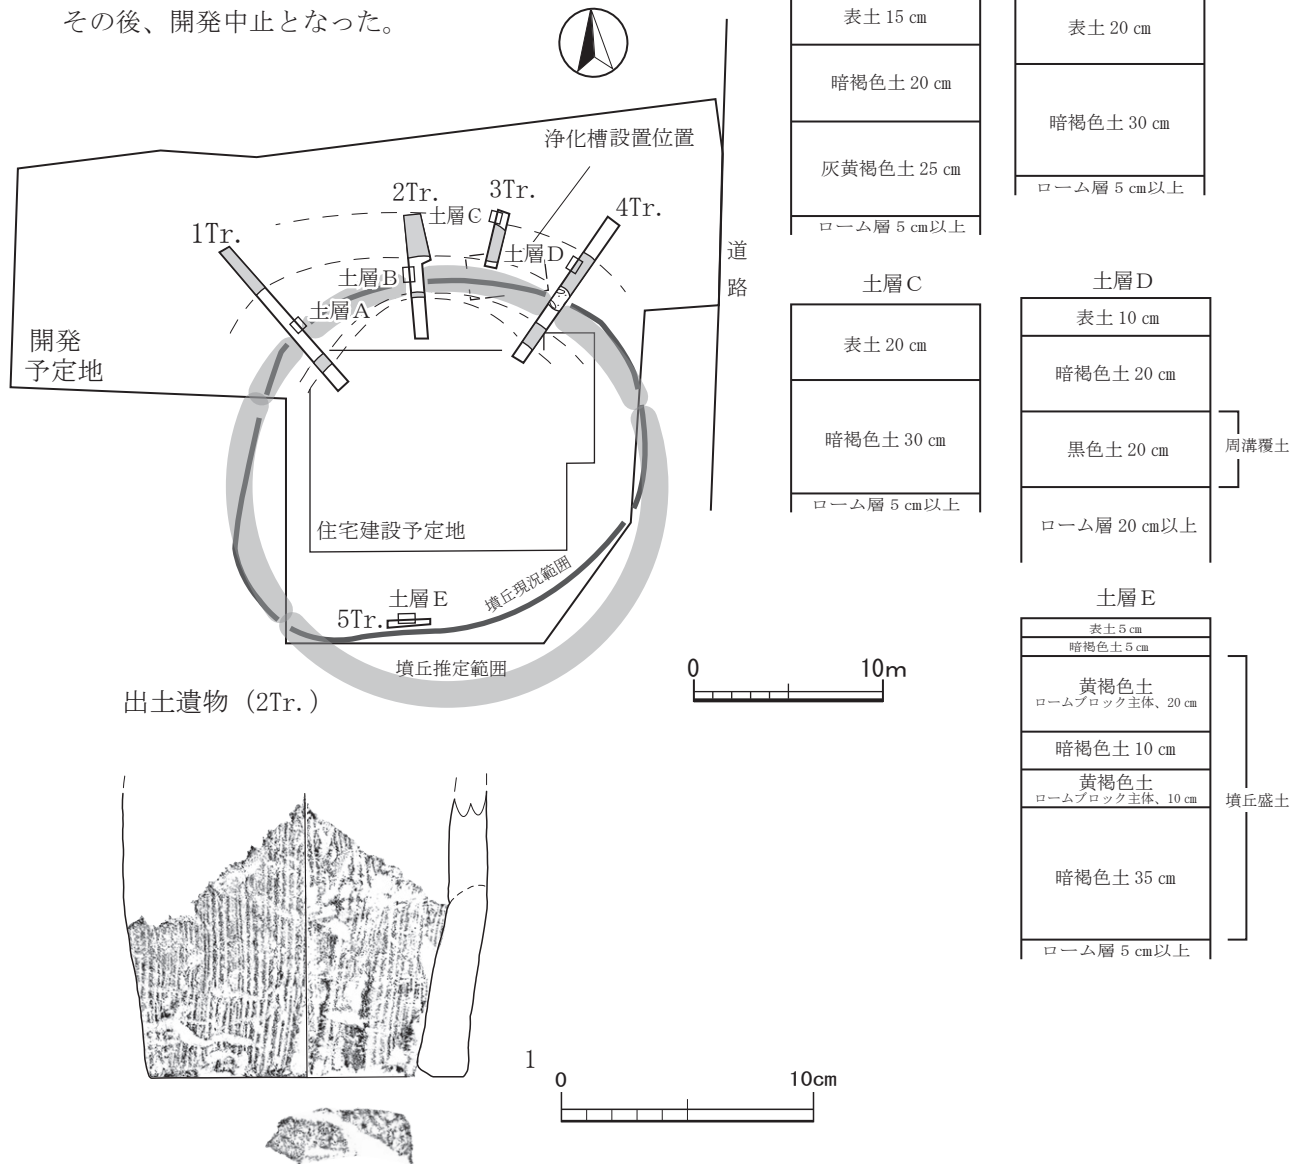 その後、開発中止となった。
浄化槽設置位置
1Tr.
2Tr.
土層C
3Tr.
土層D
4Tr.
土層B
土層A
道路
開発
予定地
住宅建設予定地
土層E
5Tr.
墳丘現況範囲
墳丘推定範囲
0 10m
表土 15 ㎝
暗褐色土 20 ㎝
灰黄褐色土 25 ㎝
ローム層 5 ㎝以上
表土 20 ㎝
暗褐色土 30 ㎝
ローム層 5 ㎝以上
土層C
表土 20 ㎝
暗褐色土 30 ㎝
ローム層 5 ㎝以上
土層D
表土 10 ㎝
暗褐色土 20 ㎝
黒色土 20 ㎝
周溝覆土
ローム層 20 ㎝以上
土層E
表土 5 ㎝
暗褐色土 5 ㎝
黄褐色土
ロームブロック主体、20 ㎝
暗褐色土 10 ㎝
黄褐色土
ロームブロック主体、10 ㎝
暗褐色土 35 ㎝
墳丘盛土
ローム層 5 ㎝以上
出土遺物（2Tr.）
1
0 10cm